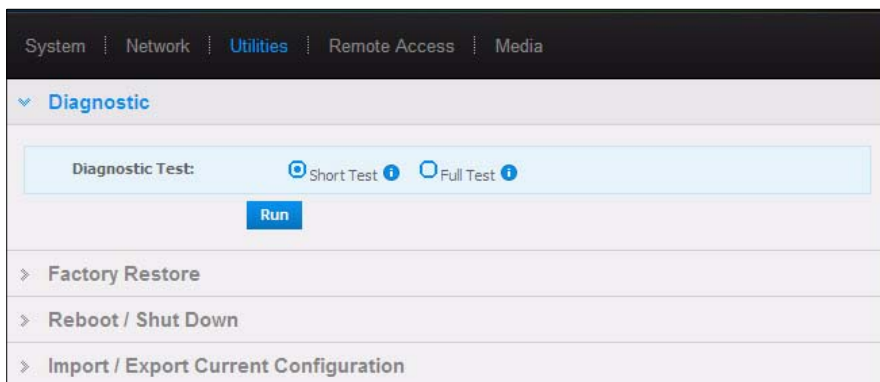 System Network Utilities Remote Access Media
Diagnostic
Diagnostic Test: Short Test i Full Test i
Run
Factory Restore
Reboot / Shut Down
Import / Export Current Configuration